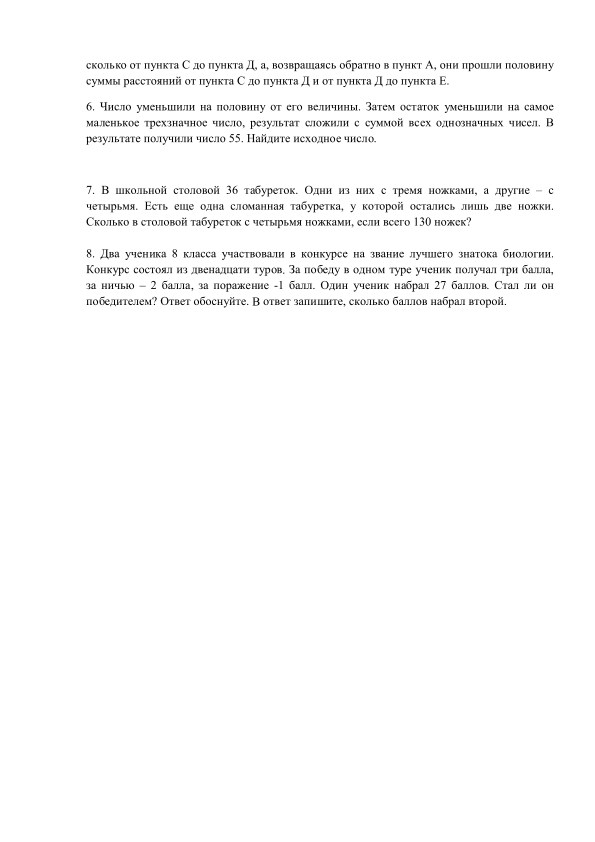 сколько от пункта С до пункта Д, а, возвращаясь обратно в пункт А, они прошли половину
суммы расстояний от пункта С до пункта Д и от пункта Д до пункта Е.
6. Число уменьшили на половину от его величины. Затем остаток уменьшили на самое
маленькое трехзначное число, результат сложили с суммой всех однозначных чисел. В
результате получили число 55. Найдите исходное число.
7. В школьной столовой 36 табуреток. Одни из них с тремя ножками, а другие – с
четырьмя. Есть еще одна сломанная табуретка, у которой остались лишь две ножки.
Сколько в столовой табуреток с четырьмя ножками, если всего 130 ножек?
8. Два ученика 8 класса участвовали в конкурсе на звание лучшего знатока биологии.
Конкурс состоял из двенадцати туров. За победу в одном туре ученик получал три балла,
за ничью – 2 балла, за поражение -1 балл. Один ученик набрал 27 баллов. Стал ли он
победителем? Ответ обоснуйте. В ответ запишите, сколько баллов набрал второй.